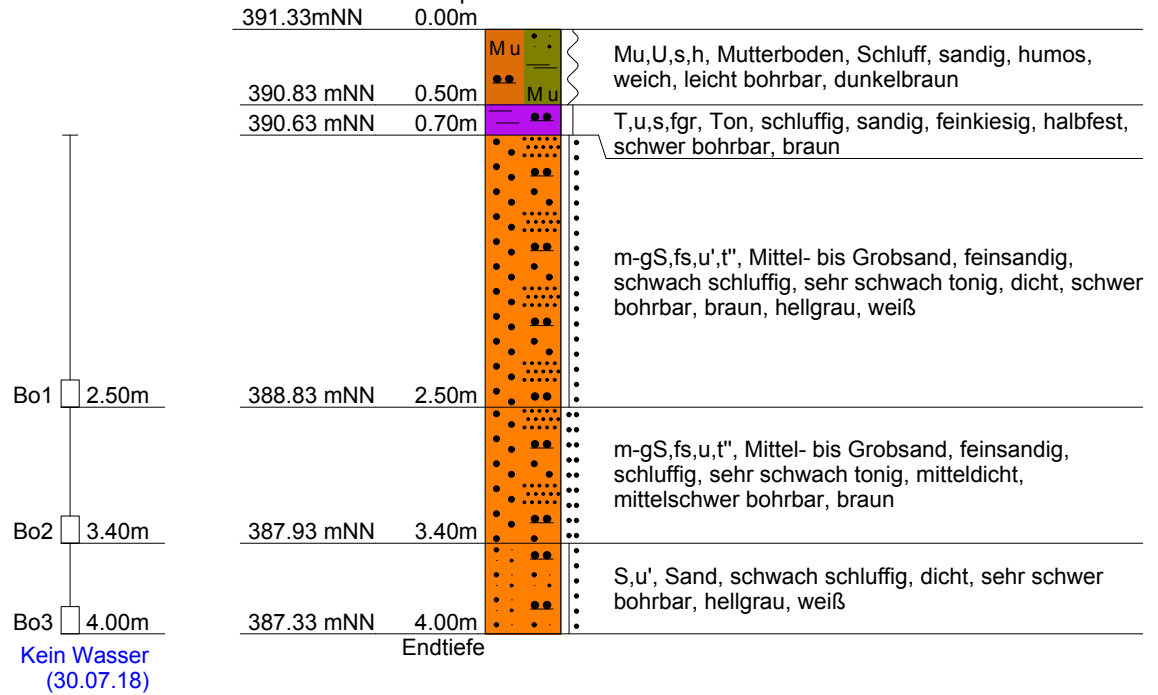 391.33mNN 0.00m
Mu
Mu
Mu,U,s,h, Mutterboden, Schluff, sandig, humos,
weich, leicht bohrbar, dunkelbraun
390.83 mNN 0.50m
T,u,s,fgr, Ton, schluffig, sandig, feinkiesig, halbfest,
schwer bohrbar, braun
390.63 mNN 0.70m
m-gS,fs,u',t'', Mittel- bis Grobsand, feinsandig,
schwach schluffig, sehr schwach tonig, dicht, schwer
bohrbar, braun, hellgrau, weiß
Bo1 2.50m 388.83 mNN 2.50m
m-gS,fs,u,t'', Mittel- bis Grobsand, feinsandig,
schluffig, sehr schwach tonig, mitteldicht,
mittelschwer bohrbar, braun
Bo2 3.40m 387.93 mNN 3.40m
S,u', Sand, schwach schluffig, dicht, sehr schwer
bohrbar, hellgrau, weiß
Bo3 4.00m 387.33 mNN 4.00m
Endtiefe
Kein Wasser
(30.07.18)